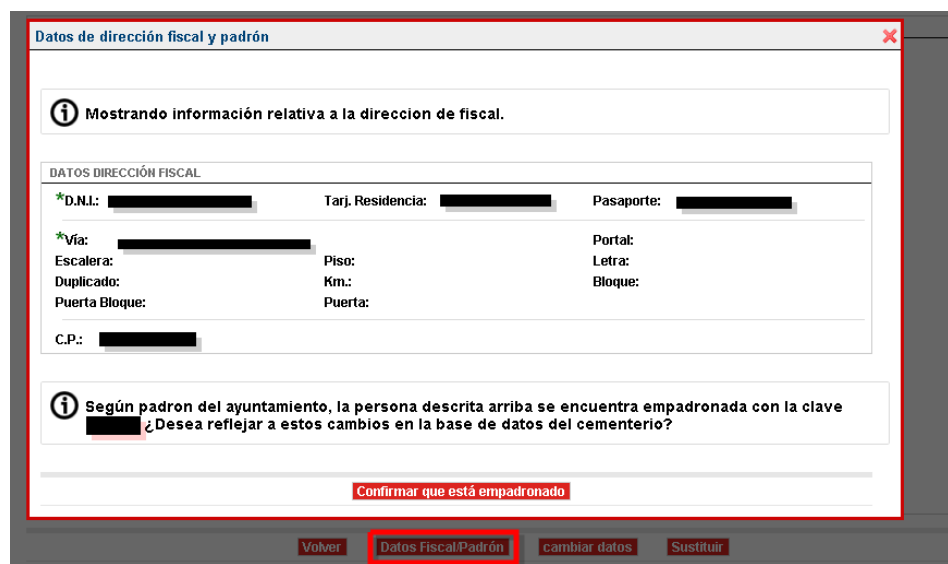 Datos de dirección fiscal y padrón
Mostrando información relativa a la direccion de fiscal.
DATOS DIRECCIÓN FISCAL
*D.N.I.: Tarj. Residencia: Pasaporte:
*Vía: Portal:
Escalera: Piso: Letra:
Duplicado: Km.: Bloque:
Puerta Bloque: Puerta:
C.P.:
Según padron del ayuntamiento, la persona descrita arriba se encuentra empadronada con la clave
¿Desea reflejar a estos cambios en la base de datos del cementerio?
Confirmar que está empadronado
Volver Datos Fiscal/Padrón cambiar datos Sustituir